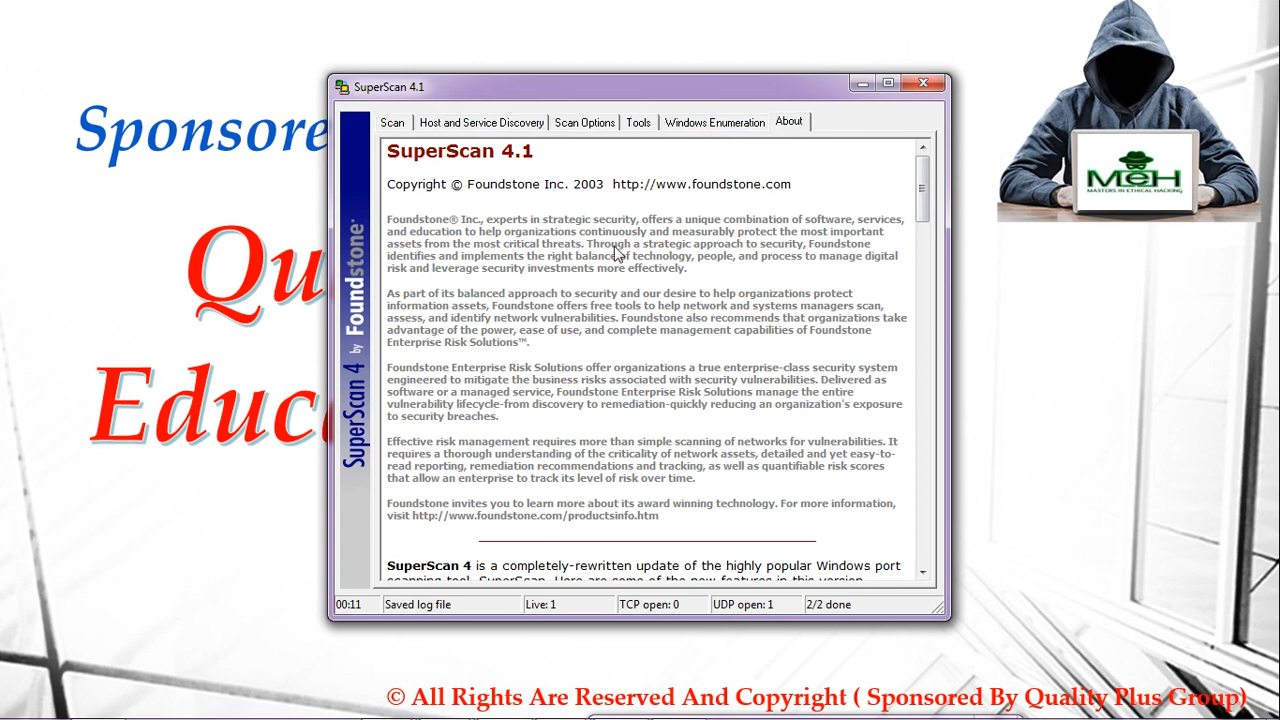 SuperScan 4.1
Scan
Host and Service Discovery
Scan Options
Tools
Windows Enumeration
About
SuperScan 4.1
Copyright © Foundstone Inc. 2003 http://www.foundstone.com
Foundstone® Inc., experts in strategic security, offers a unique combination of software, services,
and education to help organizations continuously and measurably protect the most important
assets from the most critical threats. Through a strategic approach to security, Foundstone
identifies and implements the right balance of technology, people, and process to manage digital
risk and leverage security investments more effectively.
As part of its balanced approach to security and our desire to help organizations protect
information assets, Foundstone offers free tools to help network and systems managers scan,
assess, and identify network vulnerabilities. Foundstone also recommends that organizations take
advantage of the power, ease of use, and complete management capabilities of Foundstone
Enterprise Risk Solutions™.
Foundstone Enterprise Risk Solutions offer organizations a true enterprise-class security system
engineered to mitigate the business risks associated with security vulnerabilities. Delivered as
software or a managed service, Foundstone Enterprise Risk Solutions manage the entire
vulnerability lifecycle-from discovery to remediation-quickly reducing an organization's exposure
to security breaches.
Effective risk management requires more than simple scanning of networks for vulnerabilities. It
requires a thorough understanding of the criticality of network assets, detailed and yet easy-to-
read reporting, remediation recommendations and tracking, as well as quantifiable risk scores
that allow an enterprise to track its level of risk over time.
Foundstone invites you to learn more about its award winning technology. For more information,
visit http://www.foundstone.com/productsinfo.htm
SuperScan 4 is a completely-rewritten update of the highly popular Windows port
scanning tool, SuperScan. Here are some of the new features in this version
SuperScan 4 by Foundstone
00:11
Saved log file
Live: 1
TCP open: 0
UDP open: 1
2/2 done
Sponsore
Qu
Educ
MEH
MASTERS IN ETHICAL HACKING
© All Rights Are Reserved And Copyright ( Sponsored By Quality Plus Group)